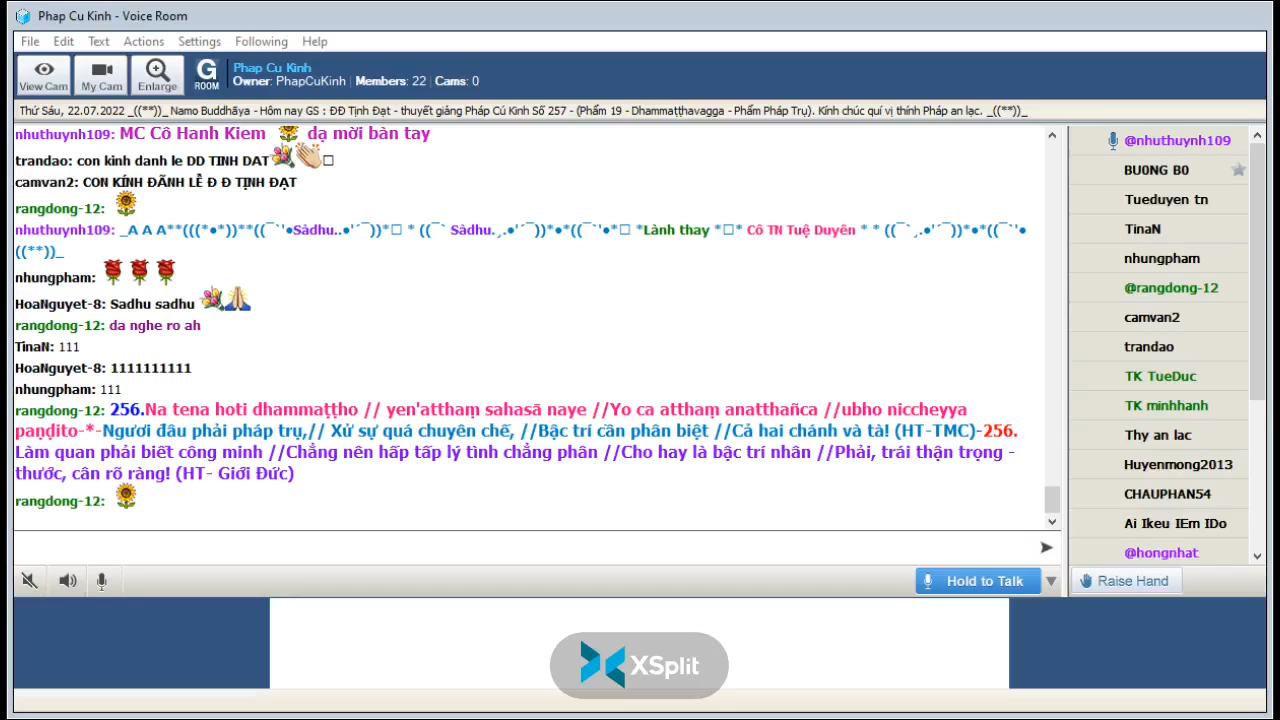 Phap Cu Kinh - Voice Room
File Edit Text Actions Settings Following Help
View Cam My Cam Enlarge G ROOM
Phap Cu Kinh
Owner: PhapCuKinh | Members: 22 | Cams: 0
Thứ Sáu, 22.07.2022 _((**))_ Namo Buddhāya - Hôm nay GS : ĐĐ Tịnh Đạt - thuyết giảng Pháp Cú Kinh Số 257 - (Phẩm 19 - Dhammaṭṭhavagga - Phẩm Pháp Trụ). Kính chúc quí vị thính Pháp an lạc. _((**))_
nhuthuynh109: MC Cô Hanh Kiem dạ mời bàn tay
trandao: con kinh danh le DD TINH DAT
camvan2: CON KÍNH ĐÃNH LỄ Đ Đ TỊNH ĐẠT
rangdong-12:
nhuthuynh109: _A A A**(((*●*))**((¯`'●Sàdhu..●'´¯))*□ * ((¯` Sàdhu.¸.●'´¯))*●*((¯`'●*□ *Lành thay *□* Cô TN Tuệ Duyên * * ((¯`¸.●'´¯))*●*((¯`'●
((**))_
nhungpham:
HoaNguyet-8: Sadhu sadhu
rangdong-12: da nghe ro ah
TinaN: 111
HoaNguyet-8: 1111111111
nhungpham: 111
rangdong-12: 256.Na tena hoti dhammaṭṭho // yen'atthaṃ sahasā naye //Yo ca atthaṃ anatthañca //ubho niccheyya
paṇḍito-*-Ngươi đâu phải pháp trụ,// Xử sự quá chuyên chế, //Bậc trí cần phân biệt //Cả hai chánh và tà! (HT-TMC)-256.
Làm quan phải biết công minh //Chẳng nên hấp tấp lý tình chẳng phân //Cho hay là bậc trí nhân //Phải, trái thận trọng -
thước, cân rõ ràng! (HT- Giới Đức)
rangdong-12:
Hold to Talk
@nhuthuynh109
BU0NG B0
Tueduyen tn
TinaN
nhungpham
@rangdong-12
camvan2
trandao
TK TueDuc
TK minhhanh
Thy an lac
Huyenmong2013
CHAUPHAN54
Ai Ikeu IEm IDo
@hongnhat
Raise Hand
XSplit